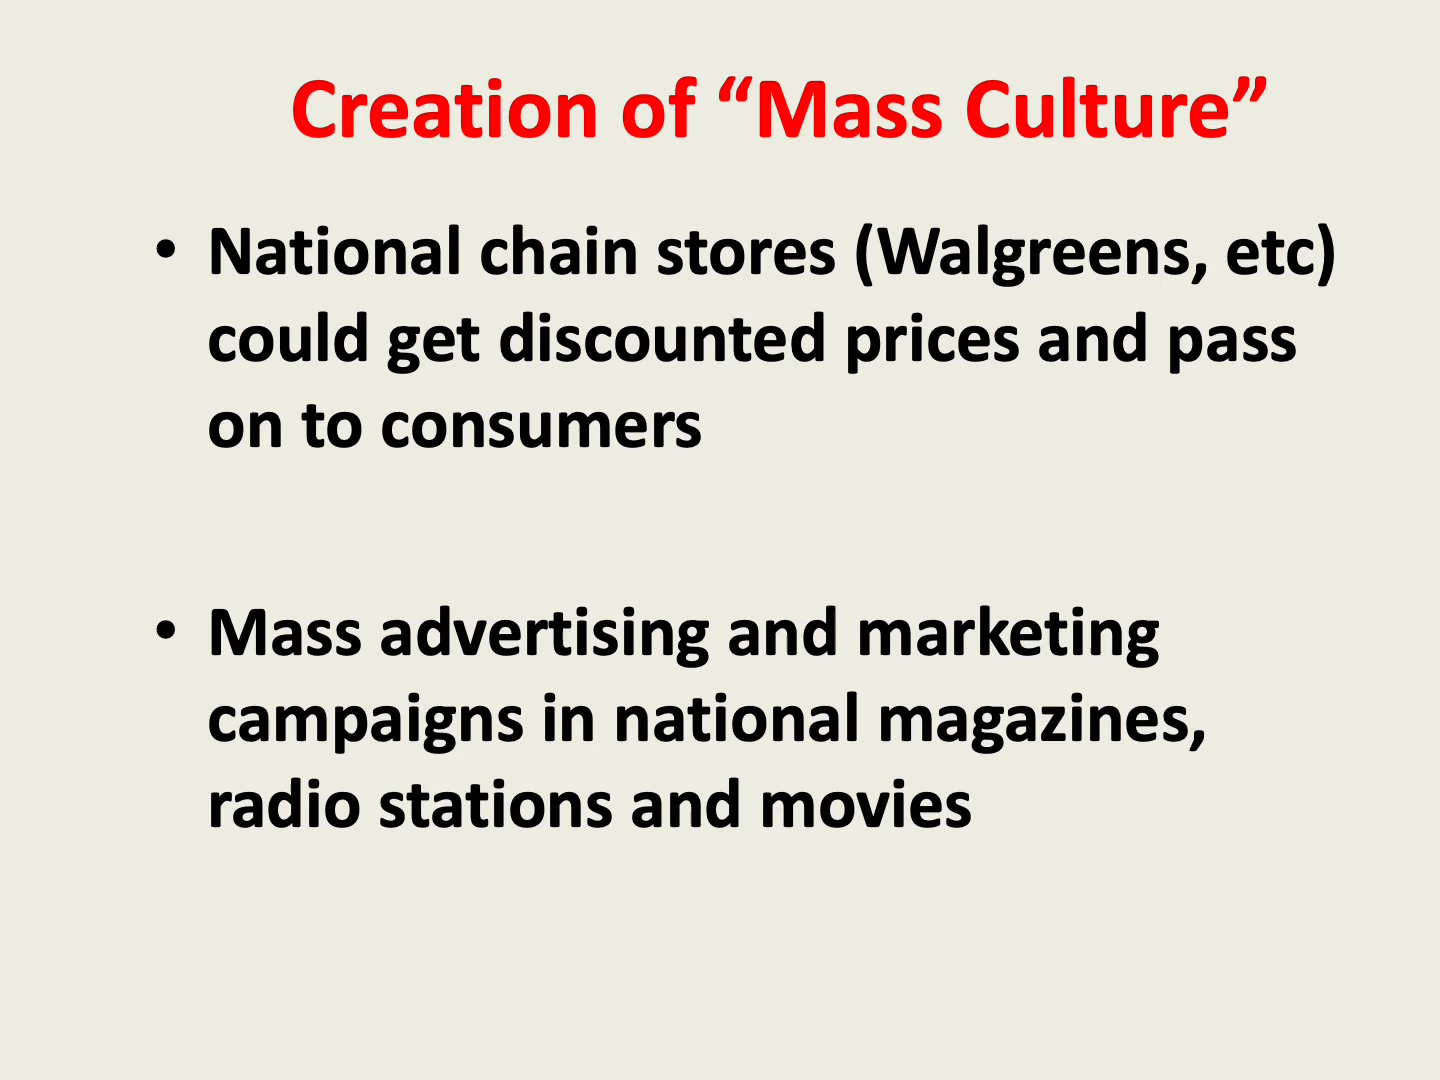 Creation of “Mass Culture”
• National chain stores (Walgreens, etc)
could get discounted prices and pass
on to consumers
• Mass advertising and marketing
campaigns in national magazines,
radio stations and movies